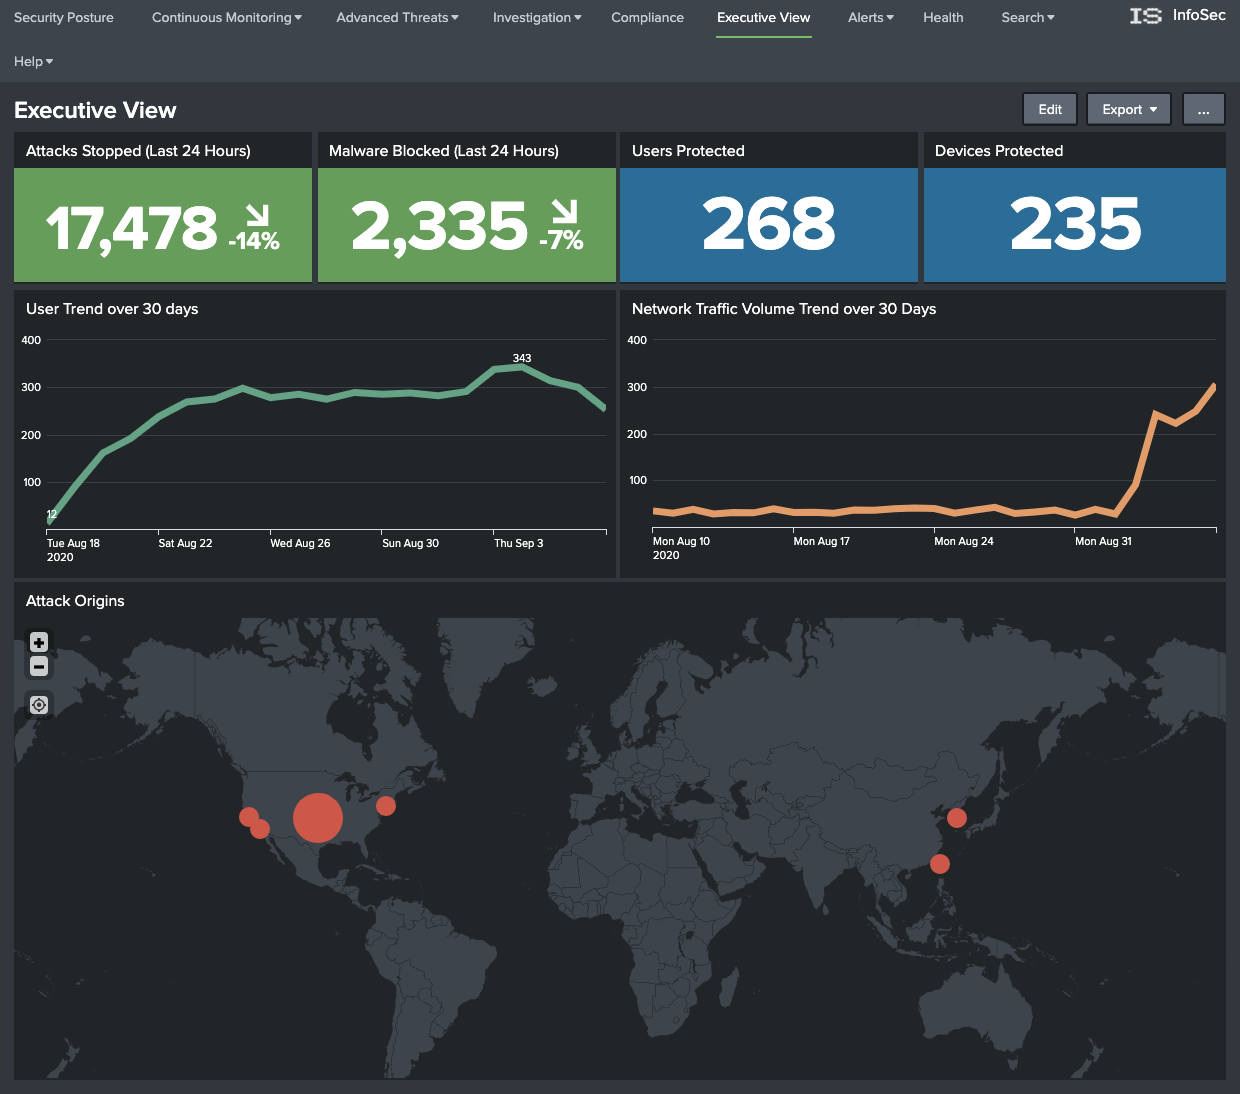 Security Posture
Continuous Monitoring
Advanced Threats
Investigation
Compliance
Executive View
Alerts
Health
Search
IS InfoSec
Help
Executive View
Edit
Export
...
Attacks Stopped (Last 24 Hours)
Malware Blocked (Last 24 Hours)
Users Protected
Devices Protected
17,478
-14%
2,335
-7%
268
235
User Trend over 30 days
400
300
200
100
343
12
Tue Aug 18
2020
Sat Aug 22
Wed Aug 26
Sun Aug 30
Thu Sep 3
Network Traffic Volume Trend over 30 Days
400
300
200
100
Mon Aug 10
2020
Mon Aug 17
Mon Aug 24
Mon Aug 31
Attack Origins